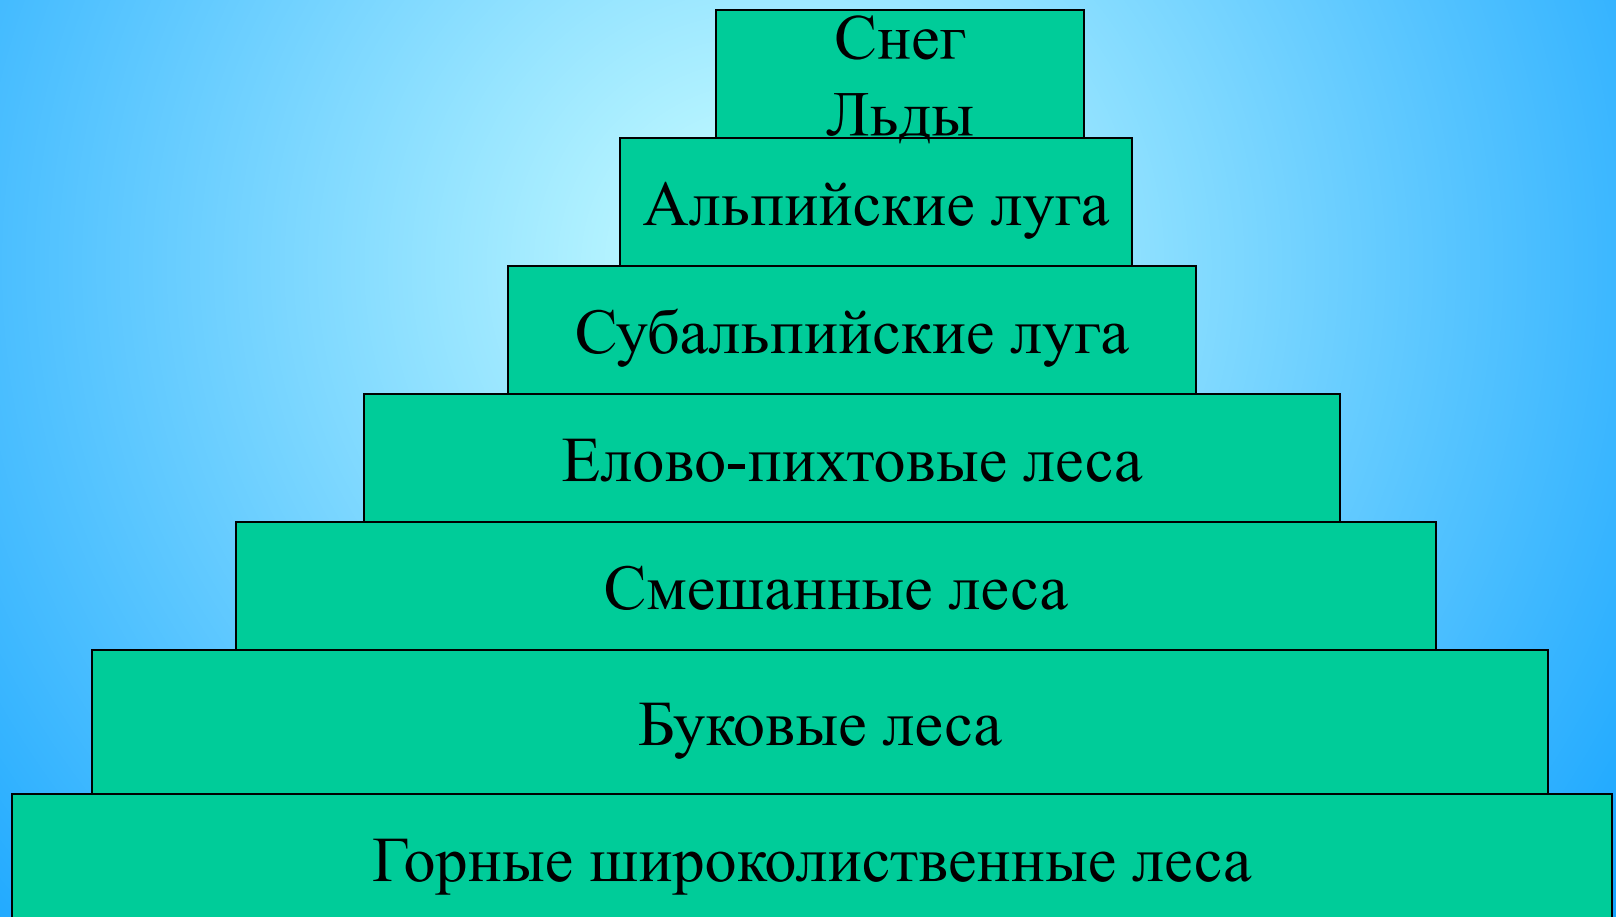 Снег
Льды
Альпийские луга
Субальпийские луга
Елово-пихтовые леса
Смешанные леса
Буковые леса
Горные широколиственные леса